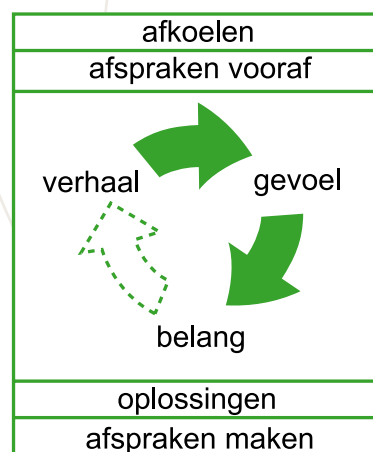 afkoelen
afspraken vooraf
verhaal
gevoel
belang
oplossingen
afspraken maken